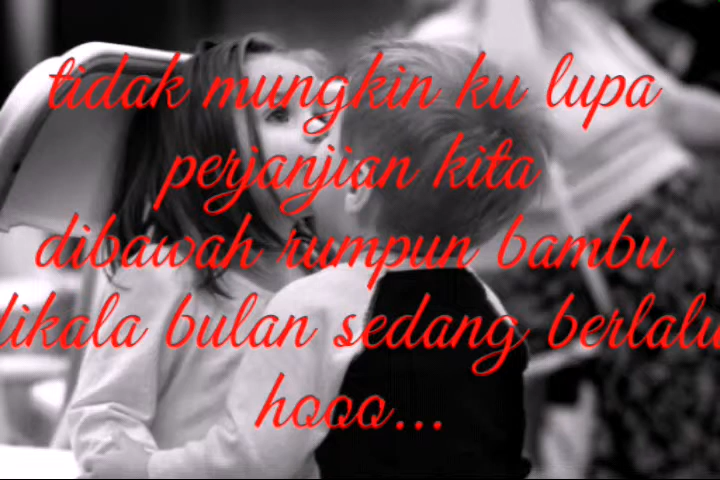 tidak mungkin ku lupa
perjanjian kita
dibawah rumpun bambu
dikala bulan sedang berlalu
hooo...